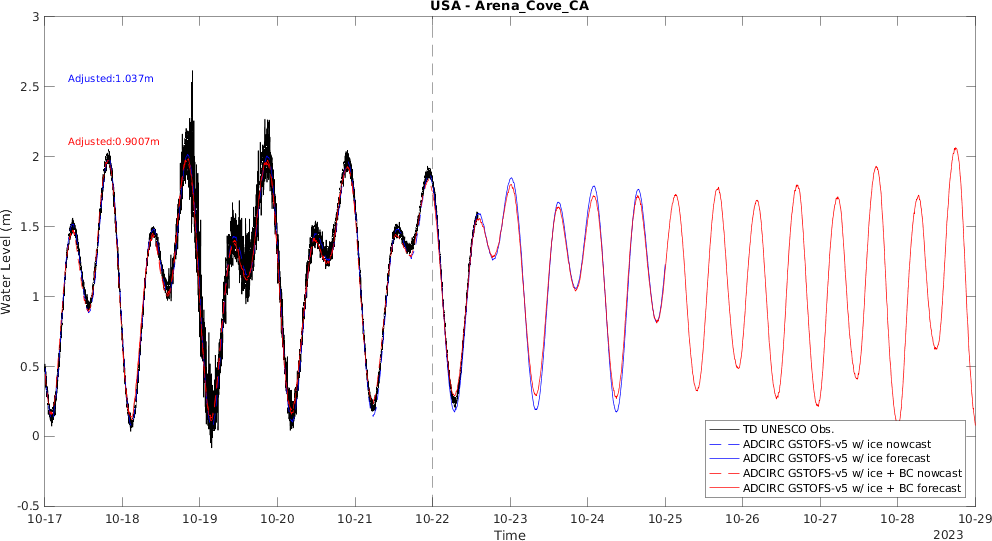 USA - Arena_Cove_CA
3
2.5
2
1.5
1
0.5
0
-0.5
Water Level (m)
Adjusted:1.037m
Adjusted:0.9007m
TD UNESCO Obs.
ADCIRC GSTOFS-v5 w/ ice nowcast
ADCIRC GSTOFS-v5 w/ ice forecast
ADCIRC GSTOFS-v5 w/ ice + BC nowcast
ADCIRC GSTOFS-v5 w/ ice + BC forecast
10-17 10-18 10-19 10-20 10-21 10-22 10-23 10-24 10-25 10-26 10-27 10-28 10-29
Time
2023